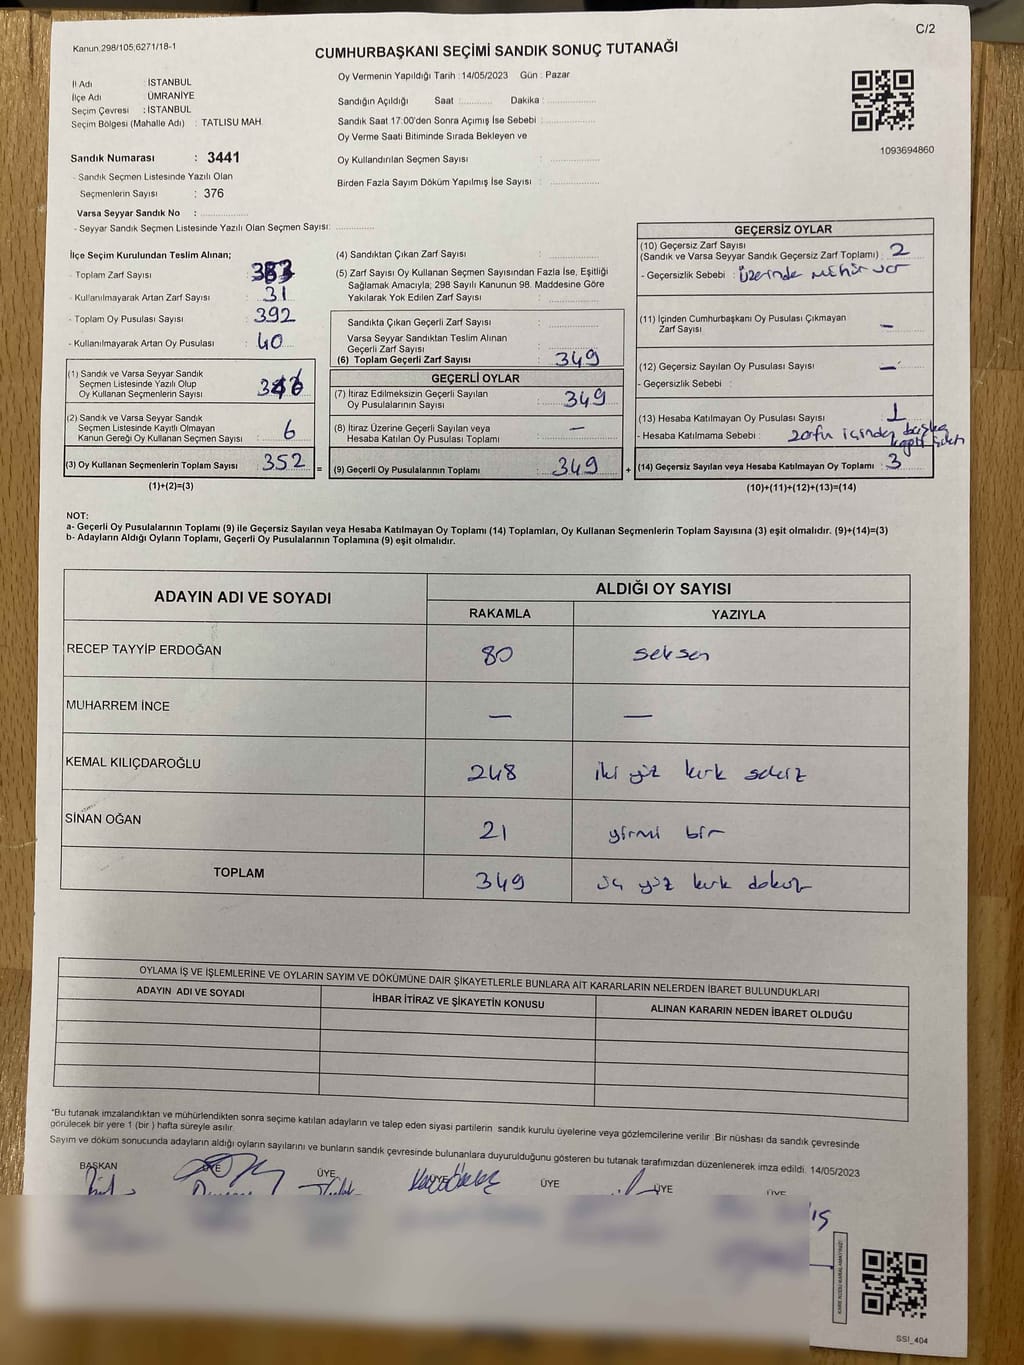 Kanun,298/105,6271/18-1
C/2
CUMHURBAŞKANI SEÇİMİ SANDIK SONUÇ TUTANAĞI
İl Adı : İSTANBUL
İlçe Adı : ÜMRANİYE
Seçim Çevresi : İSTANBUL
Seçim Bölgesi (Mahalle Adı) : TATLISU MAH.
Sandık Numarası : 3441
- Sandık Seçmen Listesinde Yazılı Olan
Seçmenlerin Sayısı : 376
Varsa Seyyar Sandık No :
- Seyyar Sandık Seçmen Listesinde Yazılı Olan Seçmen Sayısı:
Oy Vermenin Yapıldığı Tarih : 14/05/2023 Gün : Pazar
Sandığın Açıldığı Saat Dakika :
Sandık Saat 17:00'den Sonra Açımış İse Sebebi :
Oy Verme Saati Bitiminde Sırada Bekleyen ve
Oy Kullandırılan Seçmen Sayısı :
Birden Fazla Sayım Döküm Yapılmış İse Sayısı :
1093694860
İlçe Seçim Kurulundan Teslim Alınan;
- Toplam Zarf Sayısı :
- Kullanılmayarak Artan Zarf Sayısı : 31
- Toplam Oy Pusulası Sayısı : 392
- Kullanılmayarak Artan Oy Pusulası : 40
(1) Sandık ve Varsa Seyyar Sandık
Seçmen Listesinde Yazılı Olup
Oy Kullanan Seçmenlerin Sayısı :
(2) Sandık ve Varsa Seyyar Sandık
Seçmen Listesinde Kayıtlı Olmayan
Kanun Gereği Oy Kullanan Seçmen Sayısı : 6
(3) Oy Kullanan Seçmenlerin Toplam Sayısı : 352 =
(1)+(2)=(3)
(4) Sandıktan Çıkan Zarf Sayısı :
(5) Zarf Sayısı Oy Kullanan Seçmen Sayısından Fazla İse, Eşitliği
Sağlamak Amacıyla; 298 Sayılı Kanunun 98. Maddesine Göre
Yakılarak Yok Edilen Zarf Sayısı :
Sandıkta Çıkan Geçerli Zarf Sayısı :
Varsa Seyyar Sandıktan Teslim Alınan
Geçerli Zarf Sayısı :
(6) Toplam Geçerli Zarf Sayısı : 349
GEÇERLİ OYLAR
(7) İtiraz Edilmeksizin Geçerli Sayılan
Oy Pusulalarının Sayısı : 349
(8) İtiraz Üzerine Geçerli Sayılan veya
Hesaba Katılan Oy Pusulası Toplamı : —
(9) Geçerli Oy Pusulalarının Toplamı : 349 +
GEÇERSİZ OYLAR
(10) Geçersiz Zarf Sayısı
(Sandık ve Varsa Seyyar Sandık Geçersiz Zarf Toplamı) : 2
- Geçersizlik Sebebi : üzerinde mühür var
(11) İçinden Cumhurbaşkanı Oy Pusulası Çıkmayan
Zarf Sayısı : —
(12) Geçersiz Sayılan Oy Pusulası Sayısı : —
- Geçersizlik Sebebi :
(13) Hesaba Katılmayan Oy Pusulası Sayısı : 1
- Hesaba Katılmama Sebebi : zarfın içinden başka
(14) Geçersiz Sayılan veya Hesaba Katılmayan Oy Toplamı : 3
(10)+(11)+(12)+(13)=(14)
NOT:
a- Geçerli Oy Pusulalarının Toplamı (9) ile Geçersiz Sayılan veya Hesaba Katılmayan Oy Toplamı (14) Toplamları, Oy Kullanan Seçmenlerin Toplam Sayısına (3) eşit olmalıdır. (9)+(14)=(3)
b- Adayların Aldığı Oyların Toplamı, Geçerli Oy Pusulalarının Toplamına (9) eşit olmalıdır.
ADAYIN ADI VE SOYADI
ALDIĞI OY SAYISI
RAKAMLA YAZIYLA
RECEP TAYYİP ERDOĞAN 80 seksen
MUHARREM İNCE — —
KEMAL KILIÇDAROĞLU 248 iki yüz kırk sekiz
SİNAN OĞAN 21 yirmi bir
TOPLAM 349 üç yüz kırk dokuz
OYLAMA İŞ VE İŞLEMLERİNE VE OYLARIN SAYIM VE DÖKÜMÜNE DAİR ŞİKAYETLERLE BUNLARA AİT KARARLARIN NELERDEN İBARET BULUNDUKLARI
ADAYIN ADI VE SOYADI İHBAR İTİRAZ VE ŞİKAYETİN KONUSU ALINAN KARARIN NEDEN İBARET OLDUĞU
*Bu tutanak imzalandıktan ve mühürlendikten sonra seçime katılan adayların ve talep eden siyasi partilerin sandık kurulu üyelerine veya gözlemcilerine verilir .Bir nüshası da sandık çevresinde
görülecek bir yere 1 (bir ) hafta süreyle asılır.
Sayım ve döküm sonucunda adayların aldığı oyların sayılarını ve bunların sandık çevresinde bulunanlara duyurulduğunu gösteren bu tutanak tarafımızdan düzenlenerek imza edildi. 14/05/2023
BAŞKAN ÜYE ÜYE ÜYE ÜYE ÜYE
SSI_404